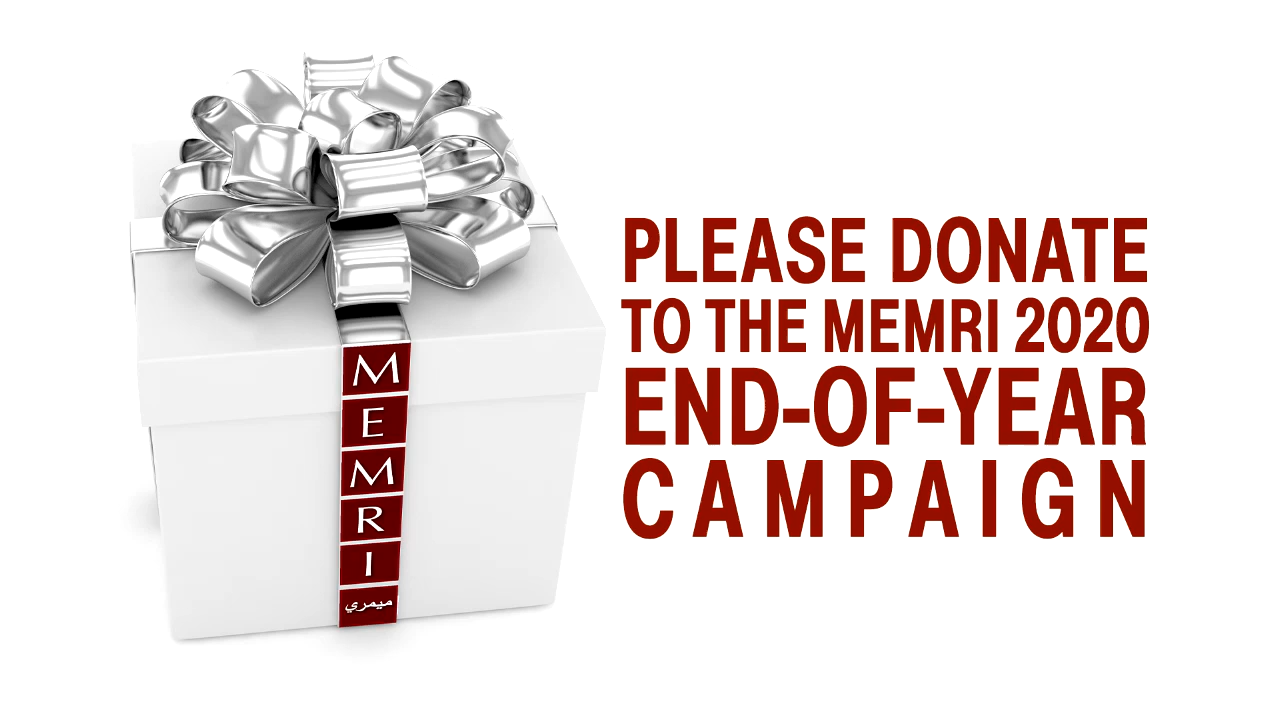 M
E
M
R
I
ميمري
PLEASE DONATE
TO THE MEMRI 2020
END-OF-YEAR
CAMPAIGN